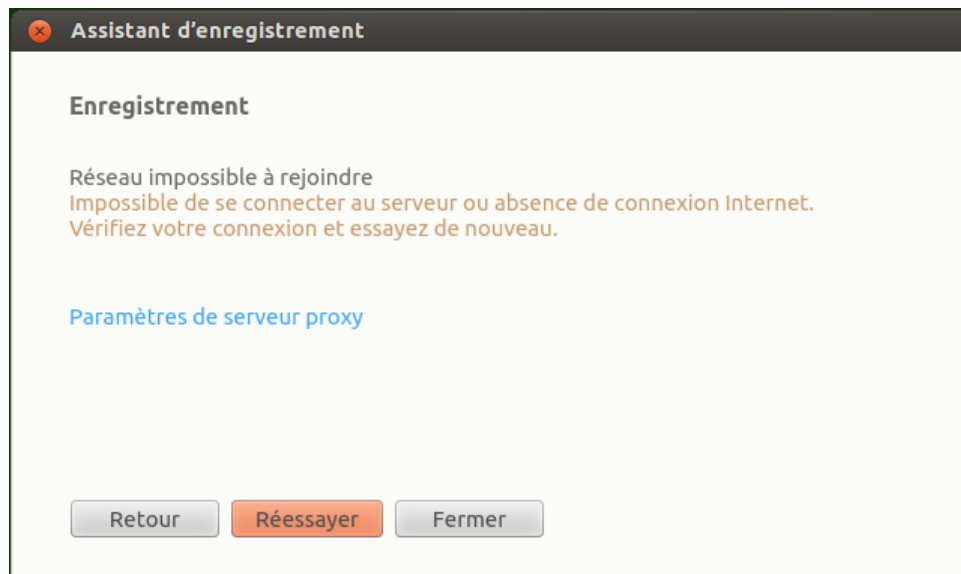 Assistant d’enregistrement
Enregistrement
Réseau impossible à rejoindre
Impossible de se connecter au serveur ou absence de connexion Internet.
Vérifiez votre connexion et essayez de nouveau.
Paramètres de serveur proxy
Retour Réessayer Fermer